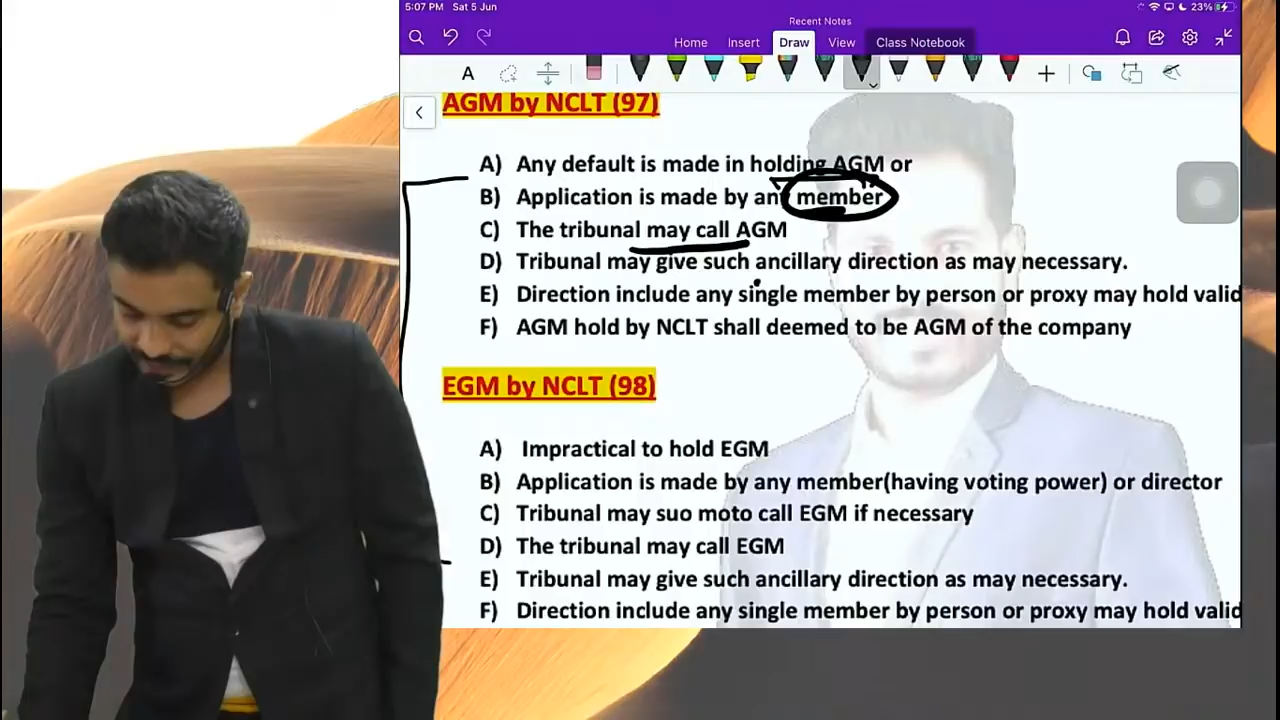 5:07 PM Sat 5 Jun
23%
Recent Notes
Home Insert Draw View Class Notebook
A
AGM by NCLT (97)
A) Any default is made in holding AGM or
B) Application is made by any member
C) The tribunal may call AGM
D) Tribunal may give such ancillary direction as may necessary.
E) Direction include any single member by person or proxy may hold valid
F) AGM hold by NCLT shall deemed to be AGM of the company
EGM by NCLT (98)
A) Impractical to hold EGM
B) Application is made by any member(having voting power) or director
C) Tribunal may suo moto call EGM if necessary
D) The tribunal may call EGM
E) Tribunal may give such ancillary direction as may necessary.
F) Direction include any single member by person or proxy may hold valid